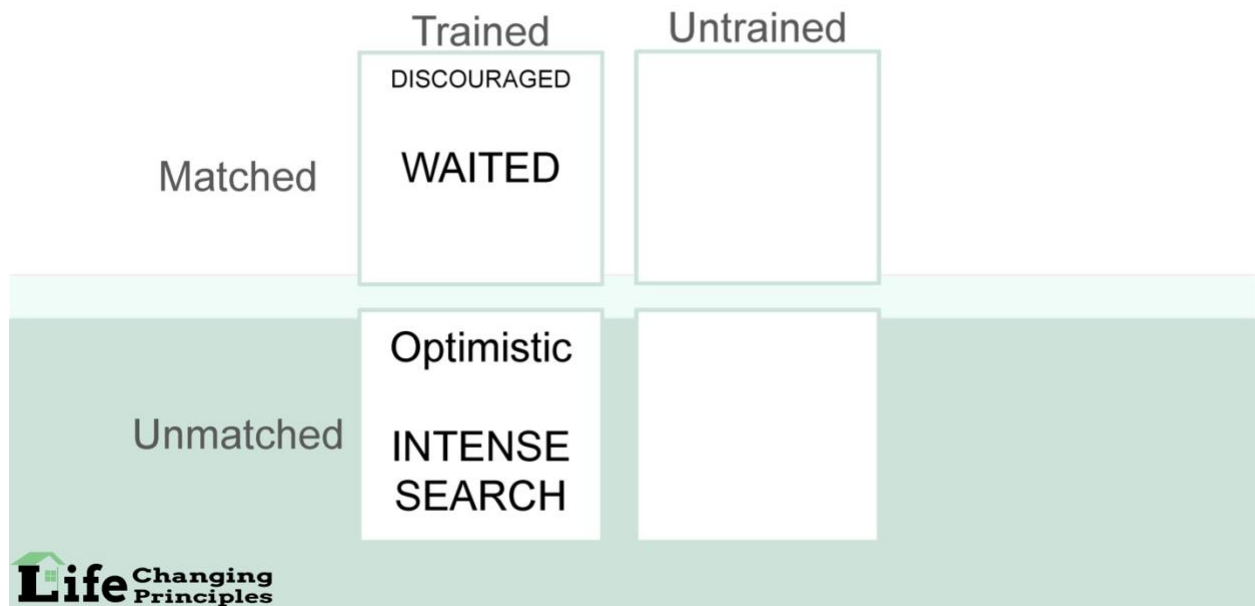 Trained
Untrained
DISCOURAGED
Matched
WAITED
Optimistic
Unmatched
INTENSE
SEARCH
Life Changing
Principles